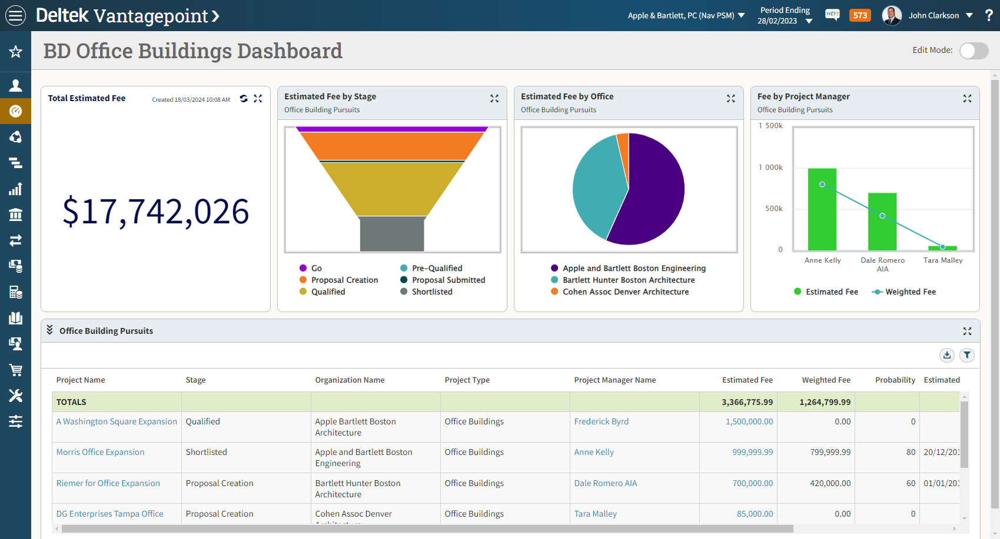 Deltek Vantagepoint
Apple & Bartlett, PC (Nav PSM)
Period Ending
28/02/2023
HEY!
573
John Clarkson
?
BD Office Buildings Dashboard
Edit Mode:
Total Estimated Fee
Created 18/03/2024 10:08 AM
$17,742,026
Estimated Fee by Stage
Office Building Pursuits
Go
Pre-Qualified
Proposal Creation
Proposal Submitted
Qualified
Shortlisted
Estimated Fee by Office
Office Building Pursuits
Apple and Bartlett Boston Engineering
Bartlett Hunter Boston Architecture
Cohen Assoc Denver Architecture
Fee by Project Manager
Office Building Pursuits
1 500k
1 000k
500k
0
Anne Kelly
Dale Romero
AIA
Tara Malley
Estimated Fee
Weighted Fee
Office Building Pursuits
Project Name Stage Organization Name Project Type Project Manager Name Estimated Fee Weighted Fee Probability Estimated
TOTALS 3,366,775.99 1,264,799.99
A Washington Square Expansion Qualified Apple Bartlett Boston Office Buildings Frederick Byrd 1,500,000.00 0.00 0
Architecture
Morris Office Expansion Shortlisted Apple and Bartlett Boston Office Buildings Anne Kelly 999,999.99 799,999.99 80 20/12/201
Engineering
Riemer for Office Expansion Proposal Creation Bartlett Hunter Boston Office Buildings Dale Romero AIA 700,000.00 420,000.00 60 01/01/201
Architecture
DG Enterprises Tampa Office Proposal Creation Cohen Assoc Denver Office Buildings Tara Malley 85,000.00 0.00 0